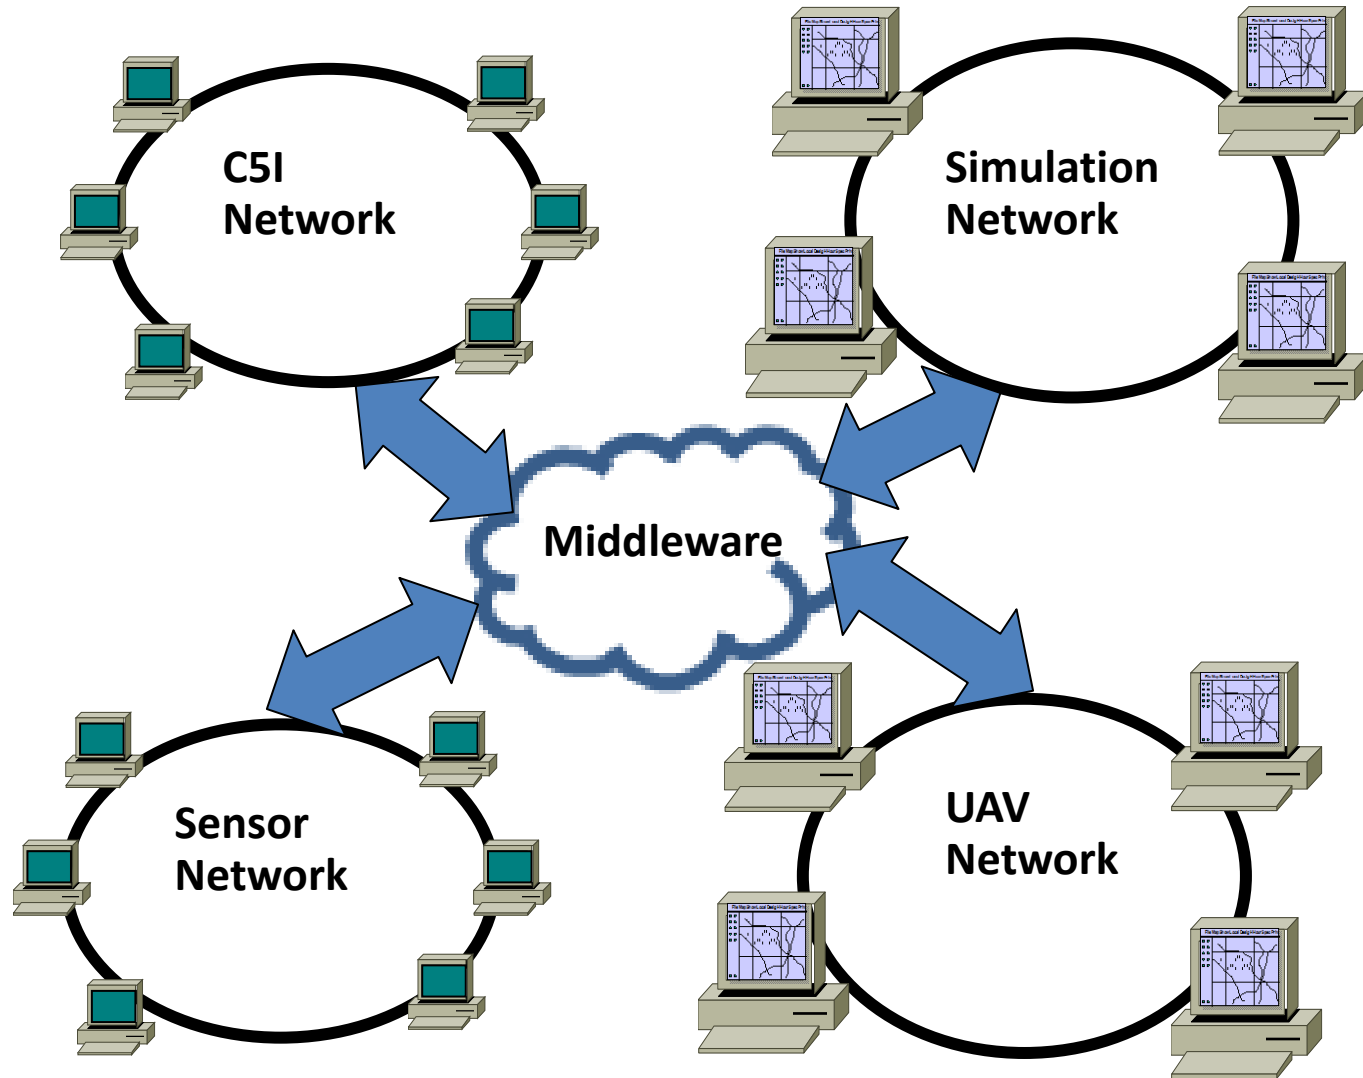 C5I
Network
Simulation
Network
Middleware
Sensor
Network
UAV
Network